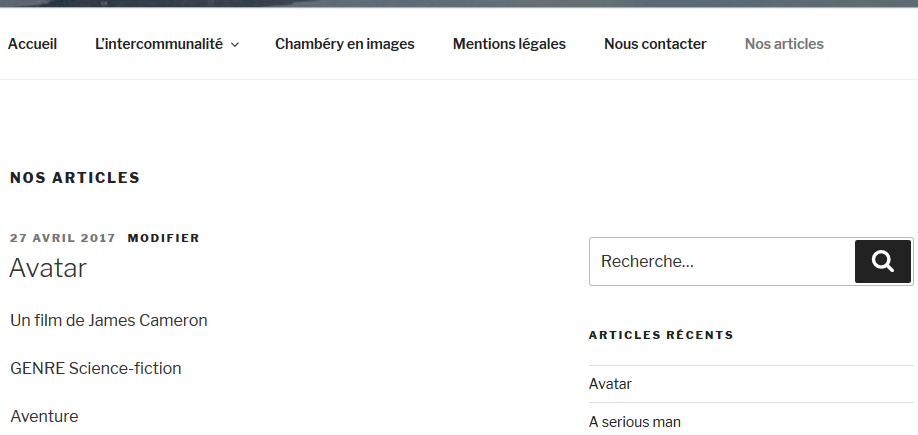 Accueil L'intercommunalité Chambéry en images Mentions légales Nous contacter Nos articles
NOS ARTICLES
27 AVRIL 2017 MODIFIER
Avatar
Un film de James Cameron
GENRE Science-fiction
Aventure
Recherche...
ARTICLES RÉCENTS
Avatar
A serious man